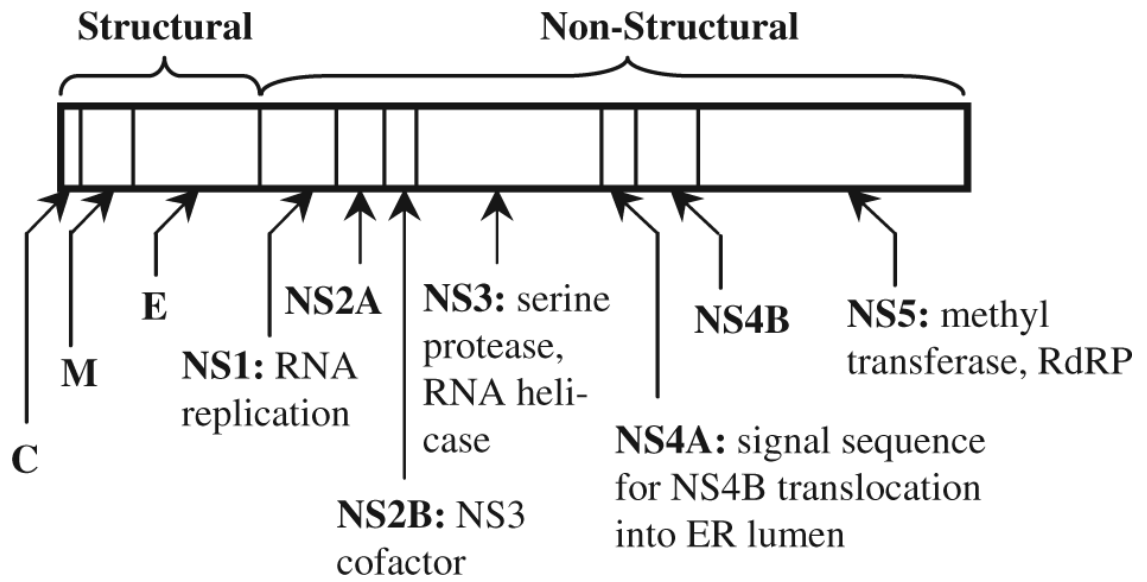 Structural
Non-Structural
C
M
E
NS1: RNA
replication
NS2A
NS2B: NS3
cofactor
NS3: serine
protease,
RNA heli-
case
NS4A: signal sequence
for NS4B translocation
into ER lumen
NS4B
NS5: methyl
transferase, RdRP